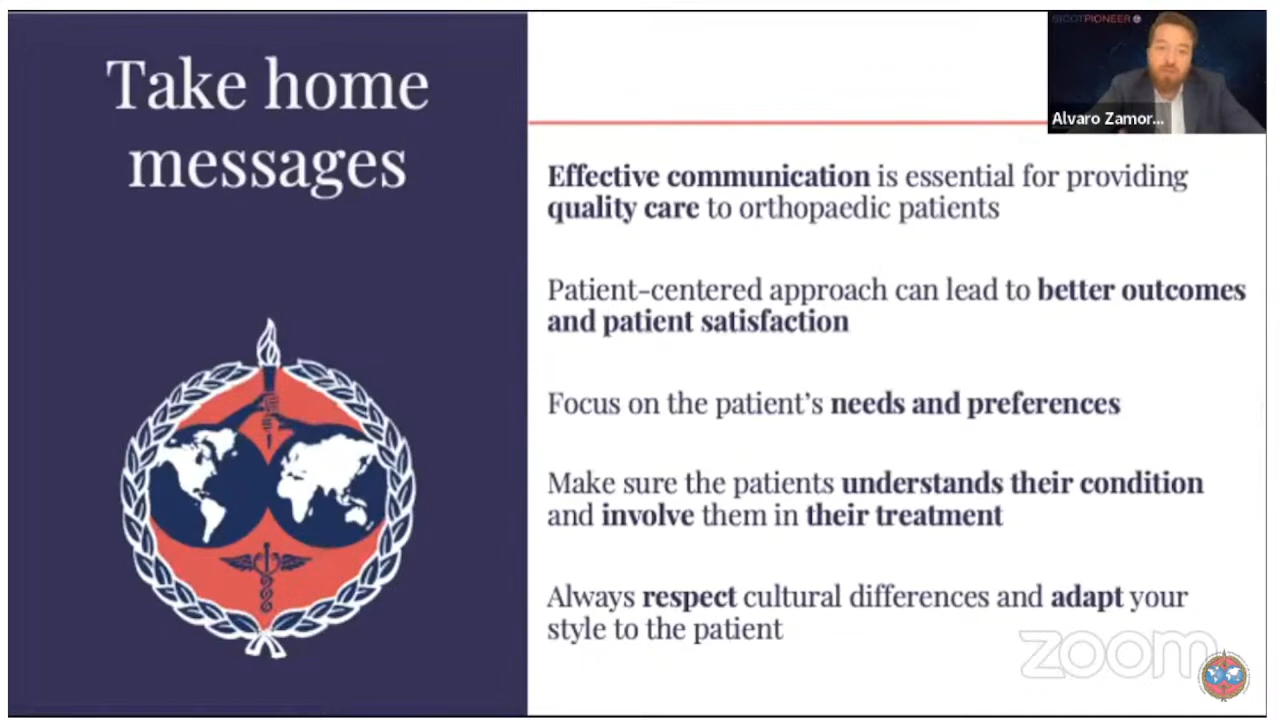 Take home
messages
SICOTPIONEER
Alvaro Zamor...
Effective communication is essential for providing
quality care to orthopaedic patients
Patient-centered approach can lead to better outcomes
and patient satisfaction
Focus on the patient's needs and preferences
Make sure the patients understands their condition
and involve them in their treatment
Always respect cultural differences and adapt your
style to the patient
zoom